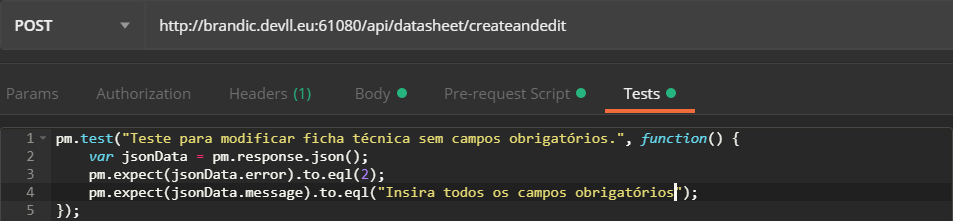 POST http://brandic.devll.eu:61080/api/datasheet/createandedit
Params Authorization Headers (1) Body Pre-request Script Tests
1 pm.test("Teste para modificar ficha técnica sem campos obrigatórios.", function() {
2 var jsonData = pm.response.json();
3 pm.expect(jsonData.error).to.eql(2);
4 pm.expect(jsonData.message).to.eql("Insira todos os campos obrigatórios");
5 });